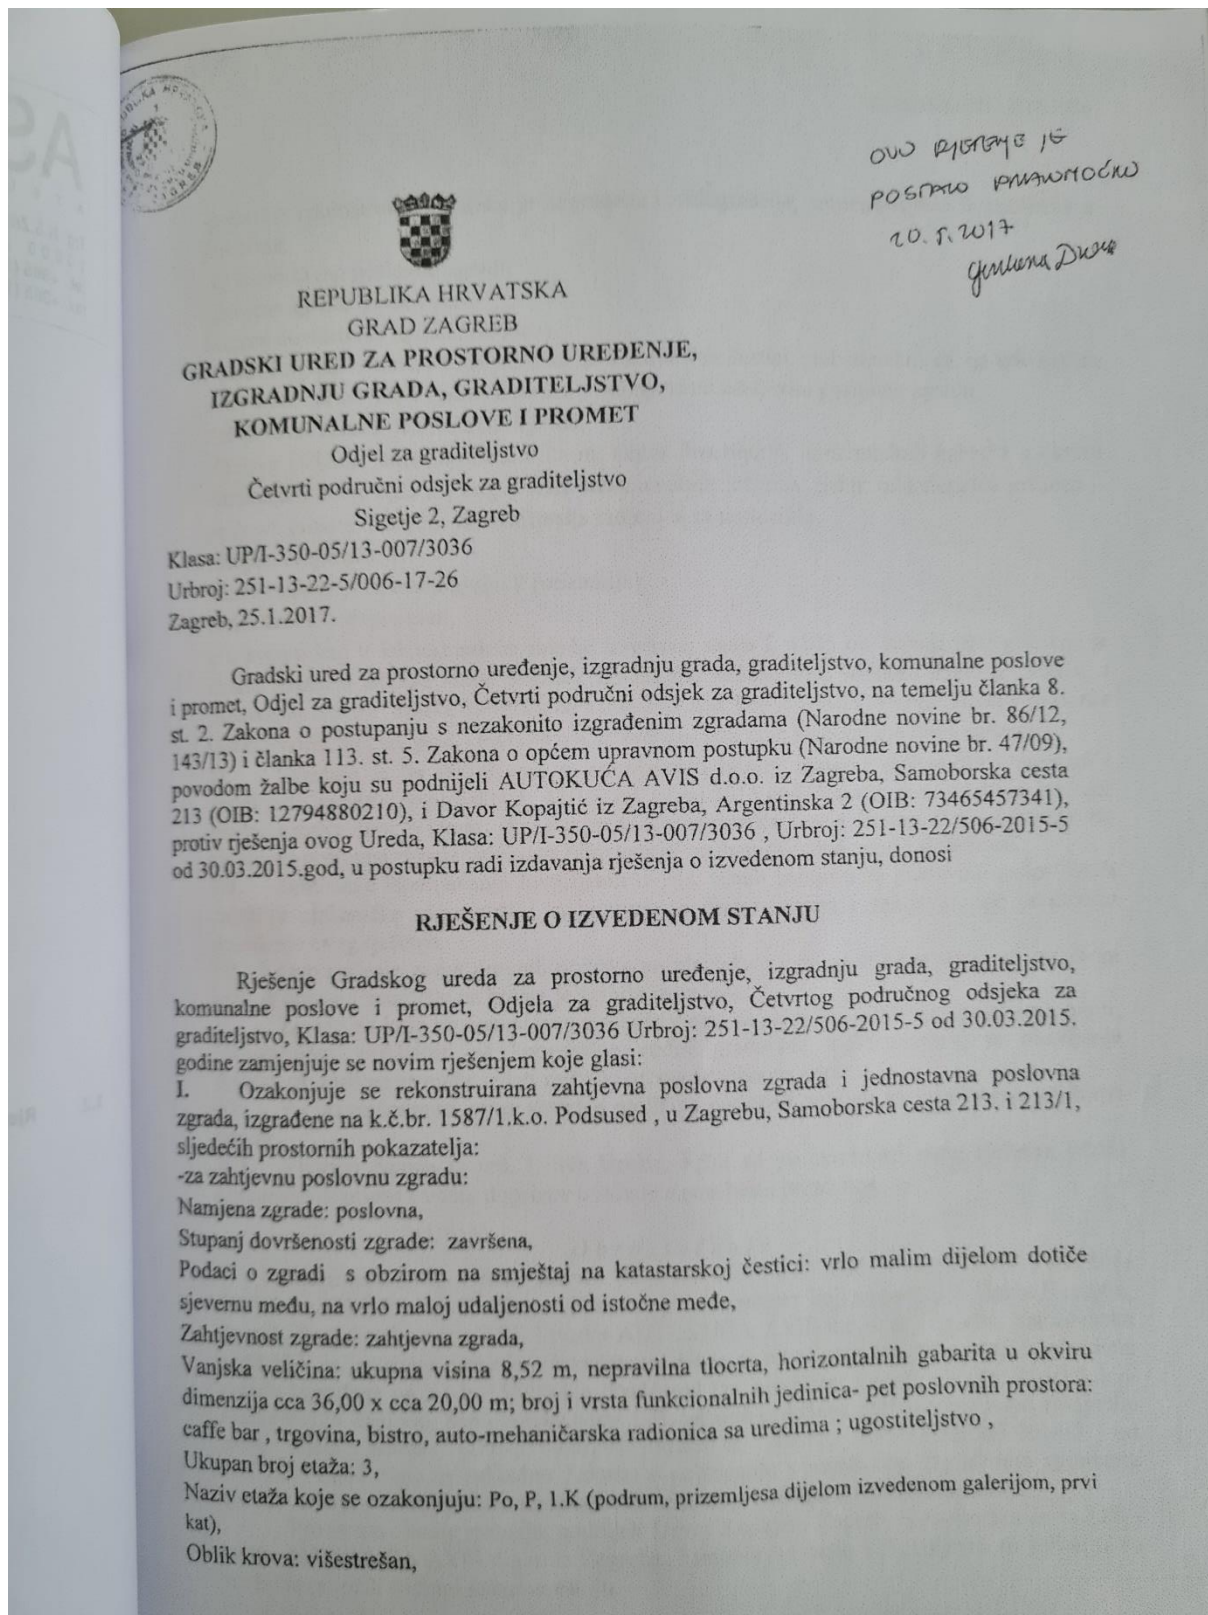 OVO RJEŠENJE JE
POSTALO PRAVOMOĆNO
REPUBLIKA HRVATSKA
GRAD ZAGREB
GRADSKI URED ZA PROSTORNO UREĐENJE,
IZGRADNJU GRADA, GRADITELJSTVO,
KOMUNALNE POSLOVE I PROMET
Odjel za graditeljstvo
Četvrti područni odsjek za graditeljstvo
Sigetje 2, Zagreb
Klasa: UP/I-350-05/13-007/3036
Urbroj: 251-13-22-5/006-17-26
Zagreb, 25.1.2017.
Gradski ured za prostorno uređenje, izgradnju grada, graditeljstvo, komunalne poslove
i promet, Odjel za graditeljstvo, Četvrti područni odsjek za graditeljstvo, na temelju članka 8.
st. 2. Zakona o postupanju s nezakonito izgrađenim zgradama (Narodne novine br. 86/12,
143/13) i članka 113. st. 5. Zakona o općem upravnom postupku (Narodne novine br. 47/09),
povodom žalbe koju su podnijeli AUTOKUĆA AVIS d.o.o. iz Zagreba, Samoborska cesta
213 (OIB: 12794880210), i Davor Kopajtić iz Zagreba, Argentinska 2 (OIB: 73465457341),
protiv rješenja ovog Ureda, Klasa: UP/I-350-05/13-007/3036 , Urbroj: 251-13-22/506-2015-5
od 30.03.2015.god, u postupku radi izdavanja rješenja o izvedenom stanju, donosi
RJEŠENJE O IZVEDENOM STANJU
Rješenje Gradskog ureda za prostorno uređenje, izgradnju grada, graditeljstvo,
komunalne poslove i promet, Odjela za graditeljstvo, Četvrtog područnog odsjeka za
graditeljstvo, Klasa: UP/I-350-05/13-007/3036 Urbroj: 251-13-22/506-2015-5 od 30.03.2015.
godine zamjenjuje se novim rješenjem koje glasi:
I. Ozakonjuje se rekonstruirana zahtjevna poslovna zgrada i jednostavna poslovna
zgrada, izgrađene na k.č.br. 1587/1.k.o. Podsused , u Zagrebu, Samoborska cesta 213. i 213/1,
sljedećih prostornih pokazatelja:
-za zahtjevnu poslovnu zgradu:
Namjena zgrade: poslovna,
Stupanj dovršenosti zgrade: završena,
Podaci o zgradi s obzirom na smještaj na katastarskoj čestici: vrlo malim dijelom dotiče
sjevernu među, na vrlo maloj udaljenosti od istočne međe,
Zahtjevnost zgrade: zahtjevna zgrada,
Vanjska veličina: ukupna visina 8,52 m, nepravilna tlocrta, horizontalnih gabarita u okviru
dimenzija cca 36,00 x cca 20,00 m; broj i vrsta funkcionalnih jedinica- pet poslovnih prostora:
caffe bar , trgovina, bistro, auto-mehaničarska radionica sa uredima ; ugostiteljstvo ,
Ukupan broj etaža: 3,
Naziv etaža koje se ozakonjuju: Po, P, 1.K (podrum, prizemljesa dijelom izvedenom galerijom, prvi
kat),
Oblik krova: višestrešan,